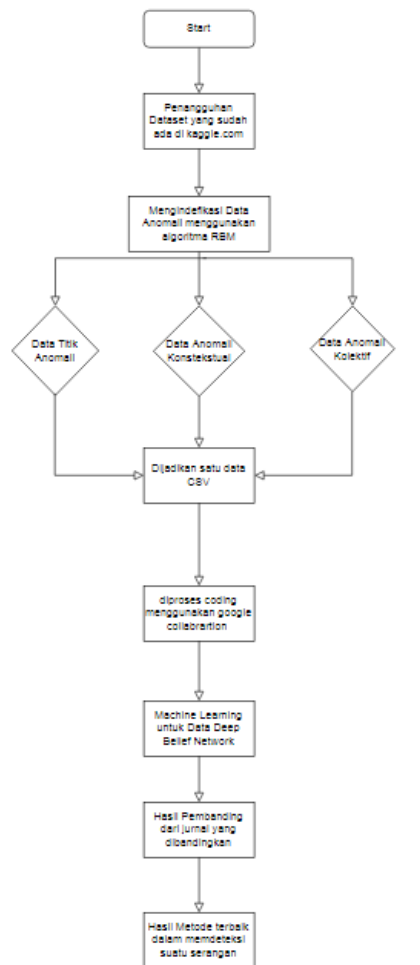 Start
Penangguhan
Dataset yang sudah
ada di kaggle.com
Mengindefikasi Data
Anomali menggunakan
algoritma RBM
Data Titik
Anomali
Data Anomali
Konstekstual
Data Anomali
Kolektif
Dijadikan satu data
CSV
diproses coding
menggunakan google
collabrartion
Machine Learning
untuk Data Deep
Belief Network
Hasil Pembanding
dari jurnal yang
dibandingkan
Hasil Metode terbaik
dalam memdeteksi
suatu serangan